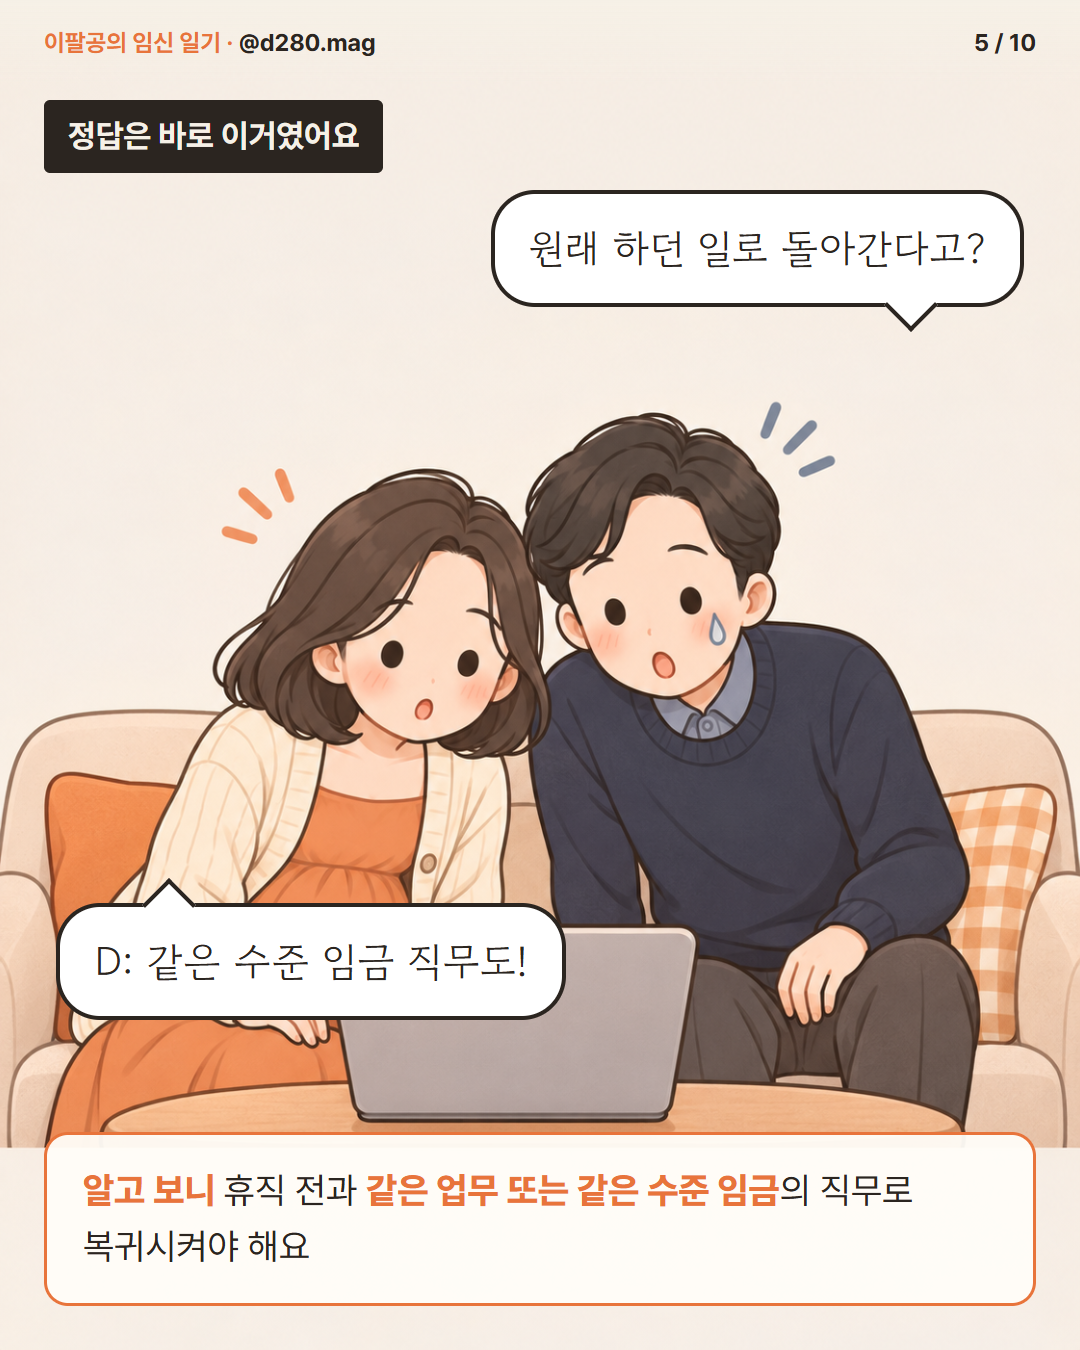 이팔공의 임신 일기 · @d280.mag
5 / 10
정답은 바로 이거였어요
원래 하던 일로 돌아간다고?
D: 같은 수준 임금 직무도!
알고 보니 휴직 전과 같은 업무 또는 같은 수준 임금의 직무로
복귀시켜야 해요